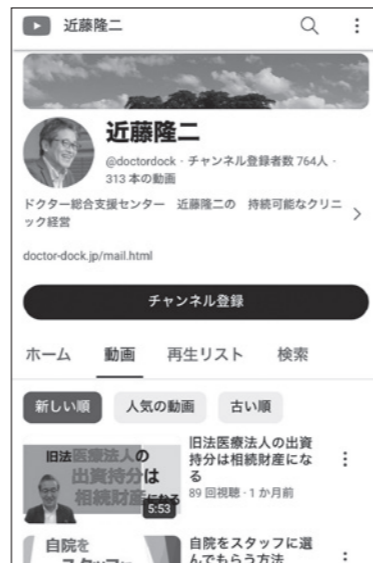 近藤隆二
近藤隆二
@doctordock · チャンネル登録者数 764人 ·
313 本の動画
ドクター総合支援センター 近藤隆二の 持続可能なクリニ
ック経営
doctor-dock.jp/mail.html
チャンネル登録
ホーム 動画 再生リスト 検索
新しい順 人気の動画 古い順
旧法医療法人の
出資持分は
相続財産になる
5:53
旧法医療法人の出資
持分は相続財産にな
る
89 回視聴 · 1 か月前
自院を
スタッフに
自院をスタッフに選
んでもらう方法